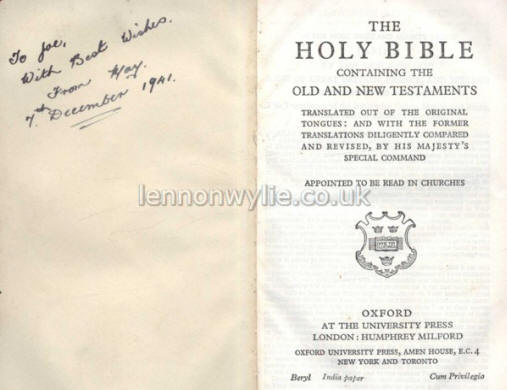 To Joe,
With Best Wishes.
From May.
7th December 1941.
THE
HOLY BIBLE
CONTAINING THE
OLD AND NEW TESTAMENTS
TRANSLATED OUT OF THE ORIGINAL
TONGUES: AND WITH THE FORMER
TRANSLATIONS DILIGENTLY COMPARED
AND REVISED, BY HIS MAJESTY'S
SPECIAL COMMAND
APPOINTED TO BE READ IN CHURCHES
lennonwylie.co.uk
OXFORD
AT THE UNIVERSITY PRESS
LONDON: HUMPHREY MILFORD
OXFORD UNIVERSITY PRESS, AMEN HOUSE, E.C. 4
NEW YORK AND TORONTO
Beryl India paper Cum Privilegio